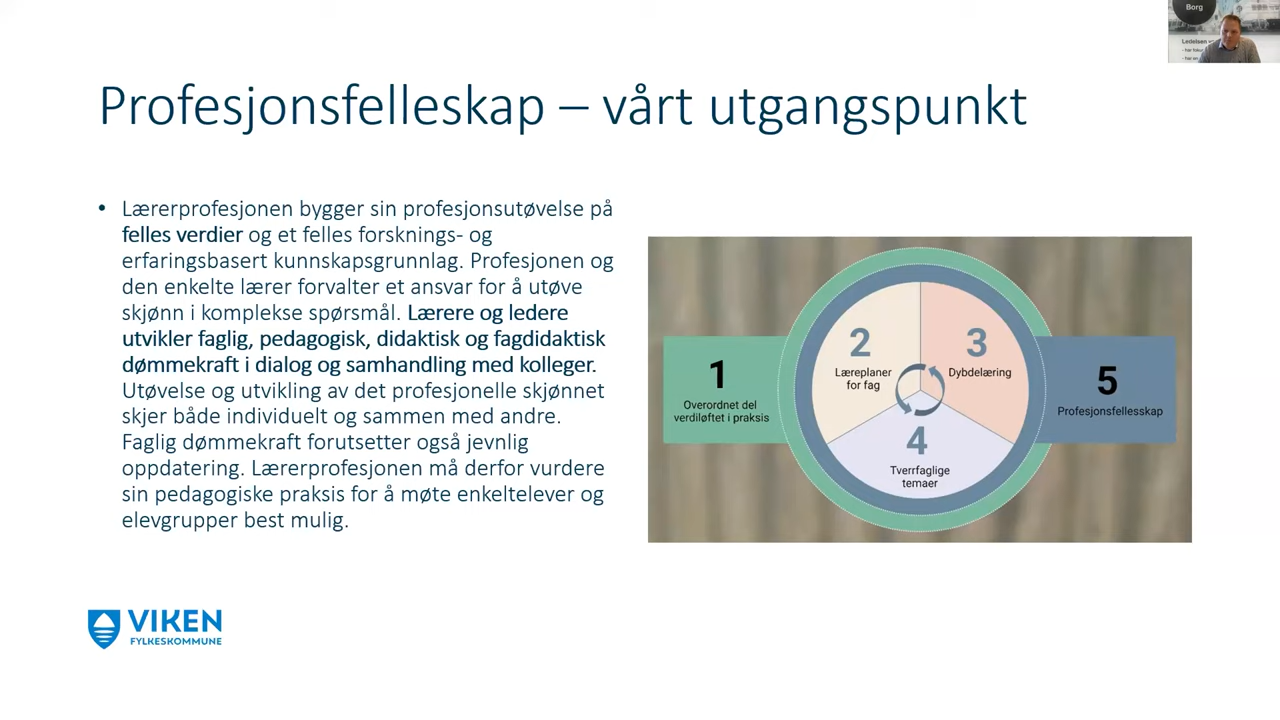 Borg
Ledelsen
- har
- har en
Profesjonsfelleskap – vårt utgangspunkt
• Lærerprofesjonen bygger sin profesjonsutøvelse på
felles verdier og et felles forsknings- og
erfaringsbasert kunnskapsgrunnlag. Profesjonen og
den enkelte lærer forvalter et ansvar for å utøve
skjønn i komplekse spørsmål. Lærere og ledere
utvikler faglig, pedagogisk, didaktisk og fagdidaktisk
dømmekraft i dialog og samhandling med kolleger.
Utøvelse og utvikling av det profesjonelle skjønnet
skjer både individuelt og sammen med andre.
Faglig dømmekraft forutsetter også jevnlig
oppdatering. Lærerprofesjonen må derfor vurdere
sin pedagogiske praksis for å møte enkeltelever og
elevgrupper best mulig.
1
Overordnet del
verdiløftet i praksis
2
Læreplaner
for fag
3
Dybdelæring
4
Tverrfaglige
temaer
5
Profesjonsfellesskap
VIKEN
FYLKESKOMMUNE